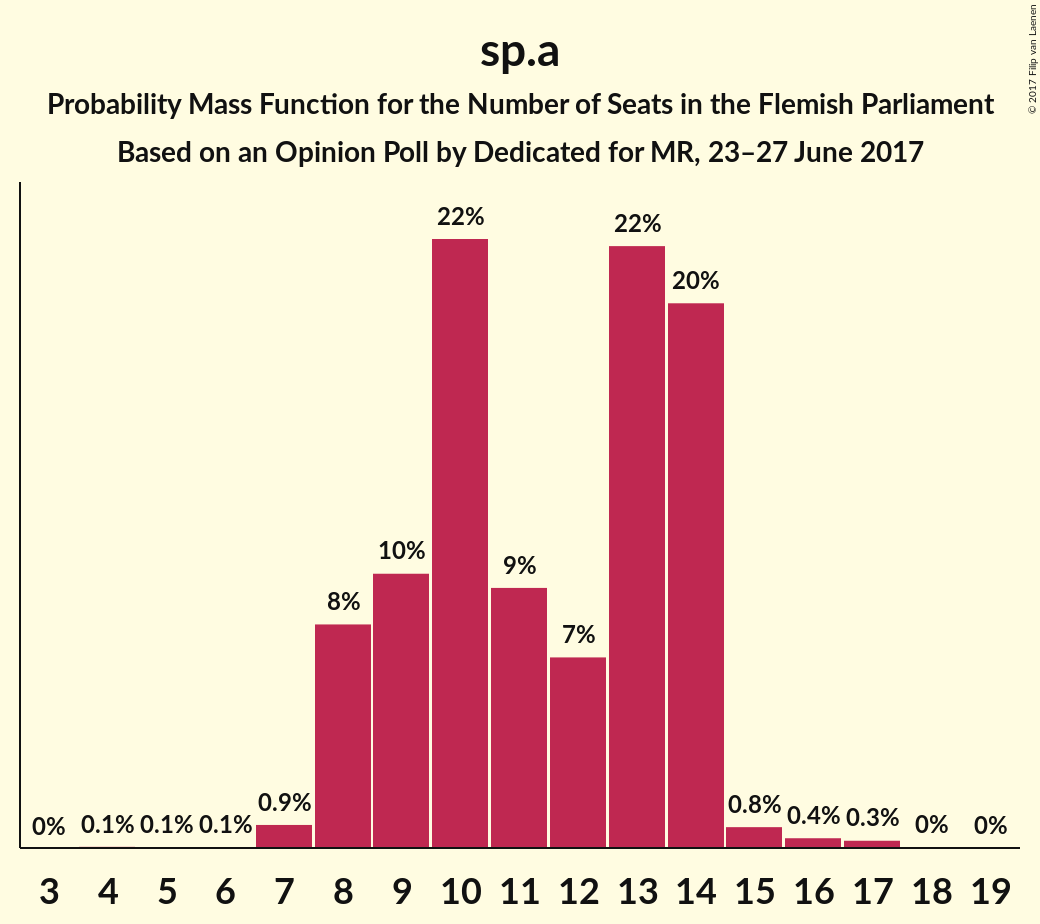 sp.a
Probability Mass Function for the Number of Seats in the Flemish Parliament
Based on an Opinion Poll by Dedicated for MR, 23–27 June 2017
© 2017 Filip van Laenen
0% 0.1% 0.1% 0.1% 0.9% 8% 10% 22% 9% 7% 22% 20% 0.8% 0.4% 0.3% 0% 0%
3 4 5 6 7 8 9 10 11 12 13 14 15 16 17 18 19